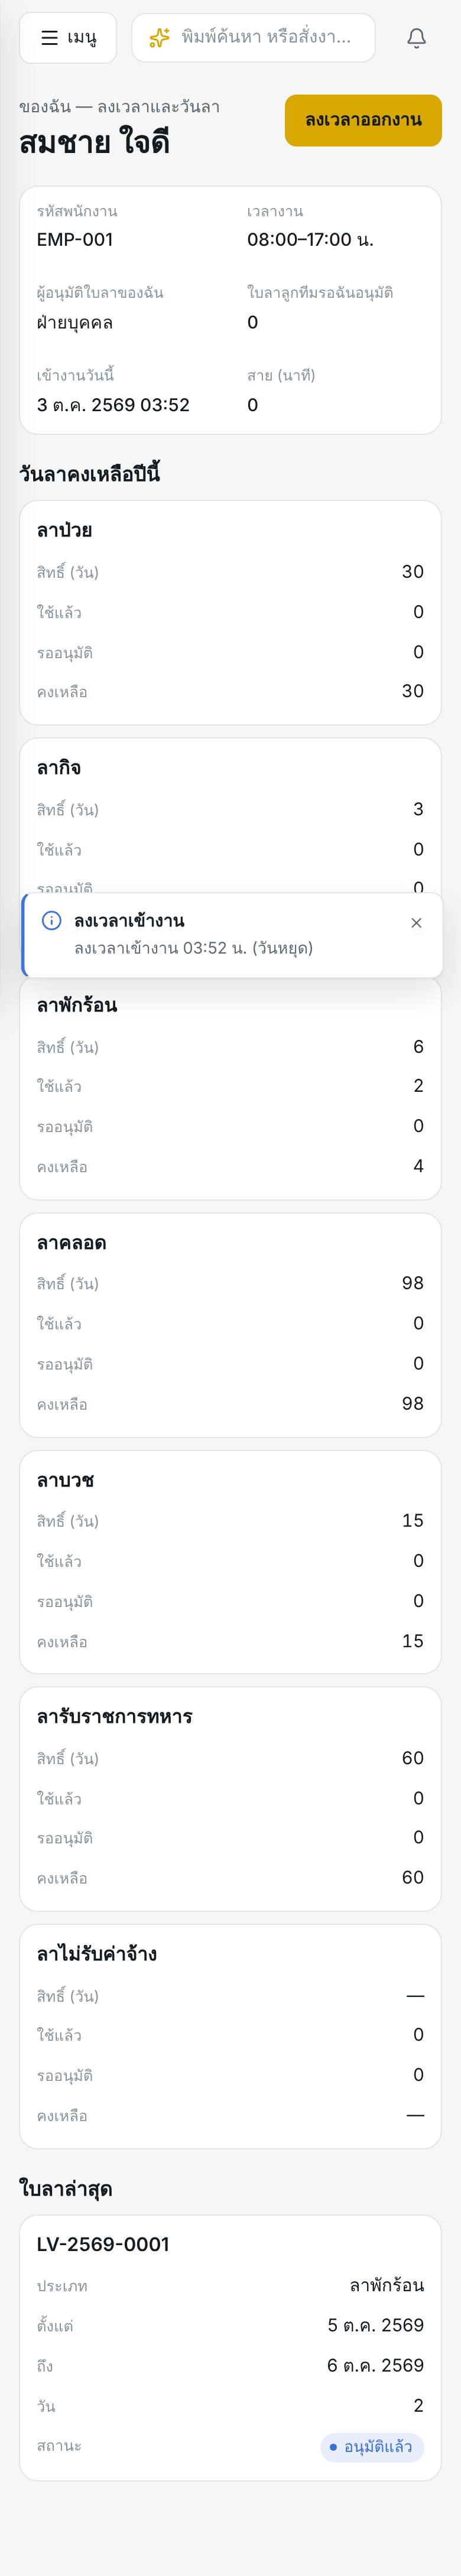 เมนู
พิมพ์ค้นหา หรือสั่งงา...
ของฉัน — ลงเวลาและวันลา
สมชาย ใจดี
ลงเวลาออกงาน
รหัสพนักงาน
EMP-001
เวลางาน
08:00–17:00 น.
ผู้อนุมัติใบลาของฉัน
ฝ่ายบุคคล
ใบลาลูกทีมรอฉันอนุมัติ
0
เข้างานวันนี้
3 ต.ค. 2569 03:52
สาย (นาที)
0
วันลาคงเหลือปีนี้
ลาป่วย
สิทธิ์ (วัน) 30
ใช้แล้ว 0
รออนุมัติ 0
คงเหลือ 30
ลากิจ
สิทธิ์ (วัน) 3
ใช้แล้ว 0
รออนุมัติ 0
ลงเวลาเข้างาน
ลงเวลาเข้างาน 03:52 น. (วันหยุด)
ลาพักร้อน
สิทธิ์ (วัน) 6
ใช้แล้ว 2
รออนุมัติ 0
คงเหลือ 4
ลาคลอด
สิทธิ์ (วัน) 98
ใช้แล้ว 0
รออนุมัติ 0
คงเหลือ 98
ลาบวช
สิทธิ์ (วัน) 15
ใช้แล้ว 0
รออนุมัติ 0
คงเหลือ 15
ลารับราชการทหาร
สิทธิ์ (วัน) 60
ใช้แล้ว 0
รออนุมัติ 0
คงเหลือ 60
ลาไม่รับค่าจ้าง
สิทธิ์ (วัน) —
ใช้แล้ว 0
รออนุมัติ 0
คงเหลือ —
ใบลาล่าสุด
LV-2569-0001
ประเภท ลาพักร้อน
ตั้งแต่ 5 ต.ค. 2569
ถึง 6 ต.ค. 2569
วัน 2
สถานะ อนุมัติแล้ว